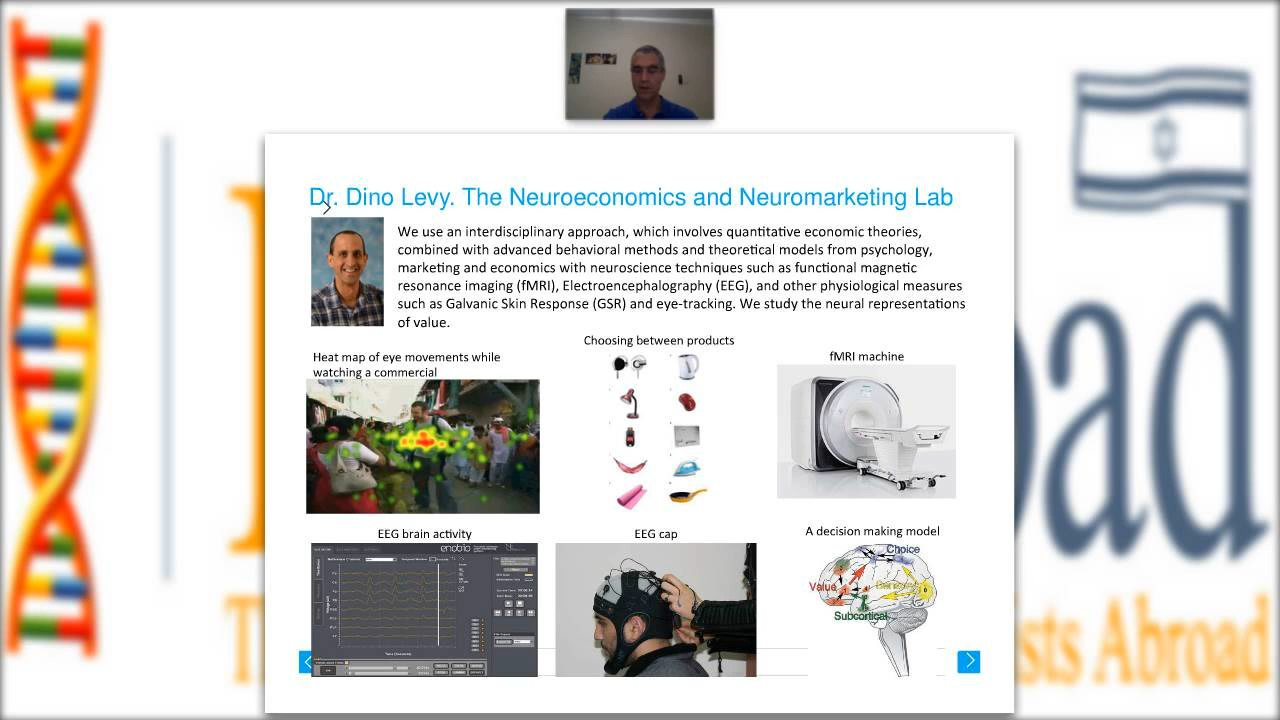 Dr. Dino Levy. The Neuroeconomics and Neuromarketing Lab
We use an interdisciplinary approach, which involves quantitative economic theories,
combined with advanced behavioral methods and theoretical models from psychology,
marketing and economics with neuroscience techniques such as functional magnetic
resonance imaging (fMRI), Electroencephalography (EEG), and other physiological measures
such as Galvanic Skin Response (GSR) and eye-tracking. We study the neural representations
of value.
Choosing between products
Heat map of eye movements while
watching a commercial
fMRI machine
EEG brain activity
EEG cap
A decision making model
enobio
Choice
Subcortical